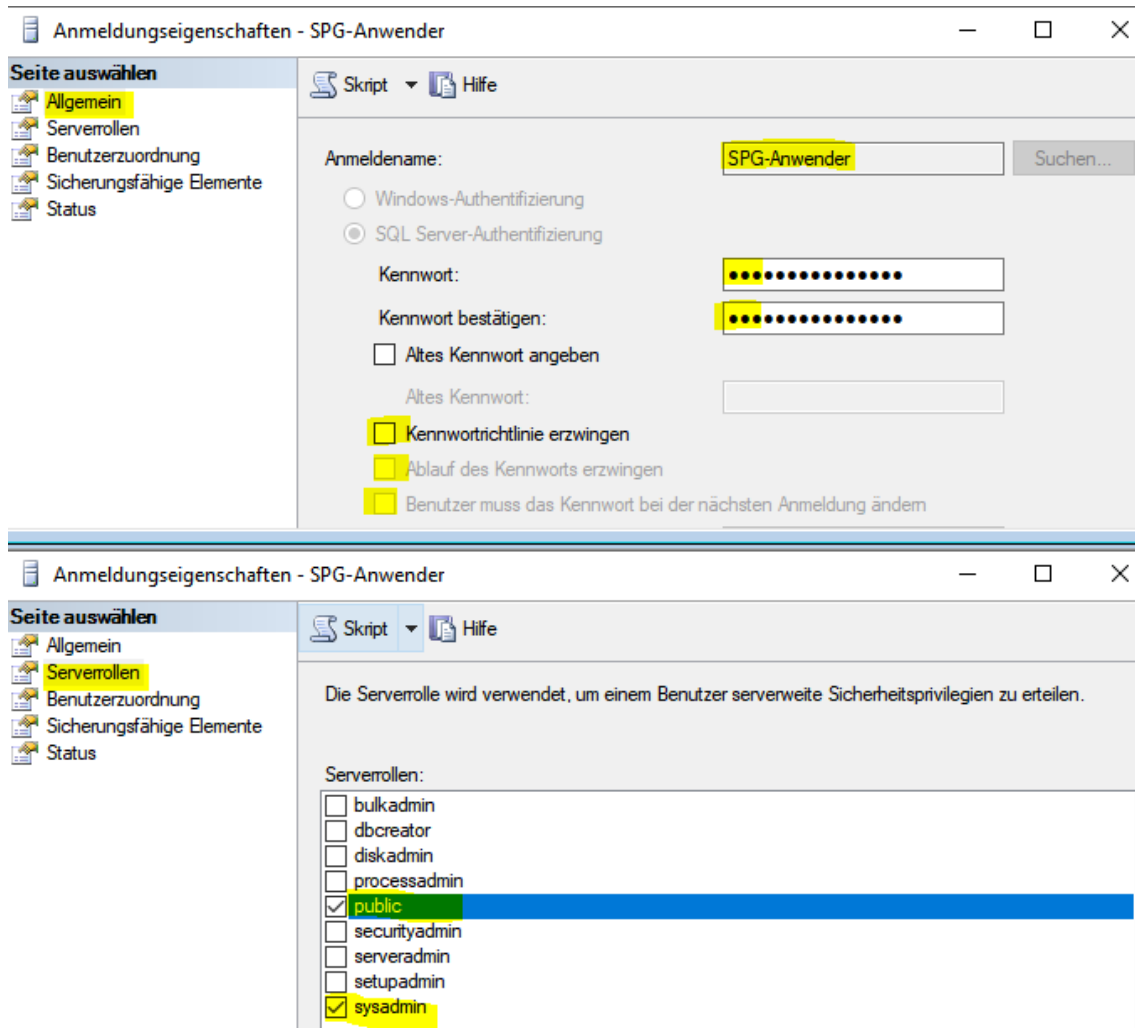 Anmeldungseigenschaften - SPG-Anwender
Seite auswählen
Allgemein
Serverrollen
Benutzerzuordnung
Sicherungsfähige Elemente
Status
Skript Hilfe
Anmeldename: SPG-Anwender Suchen...
Windows-Authentifizierung
SQL Server-Authentifizierung
Kennwort: •••••••••••••••
Kennwort bestätigen: •••••••••••••••
Altes Kennwort angeben
Altes Kennwort:
Kennwortrichtlinie erzwingen
Ablauf des Kennworts erzwingen
Benutzer muss das Kennwort bei der nächsten Anmeldung ändern
Anmeldungseigenschaften - SPG-Anwender
Seite auswählen
Allgemein
Serverrollen
Benutzerzuordnung
Sicherungsfähige Elemente
Status
Skript Hilfe
Die Serverrolle wird verwendet, um einem Benutzer serverweite Sicherheitsprivilegien zu erteilen.
Serverrollen:
bulkadmin
dbcreator
diskadmin
processadmin
public
securityadmin
serveradmin
setupadmin
sysadmin